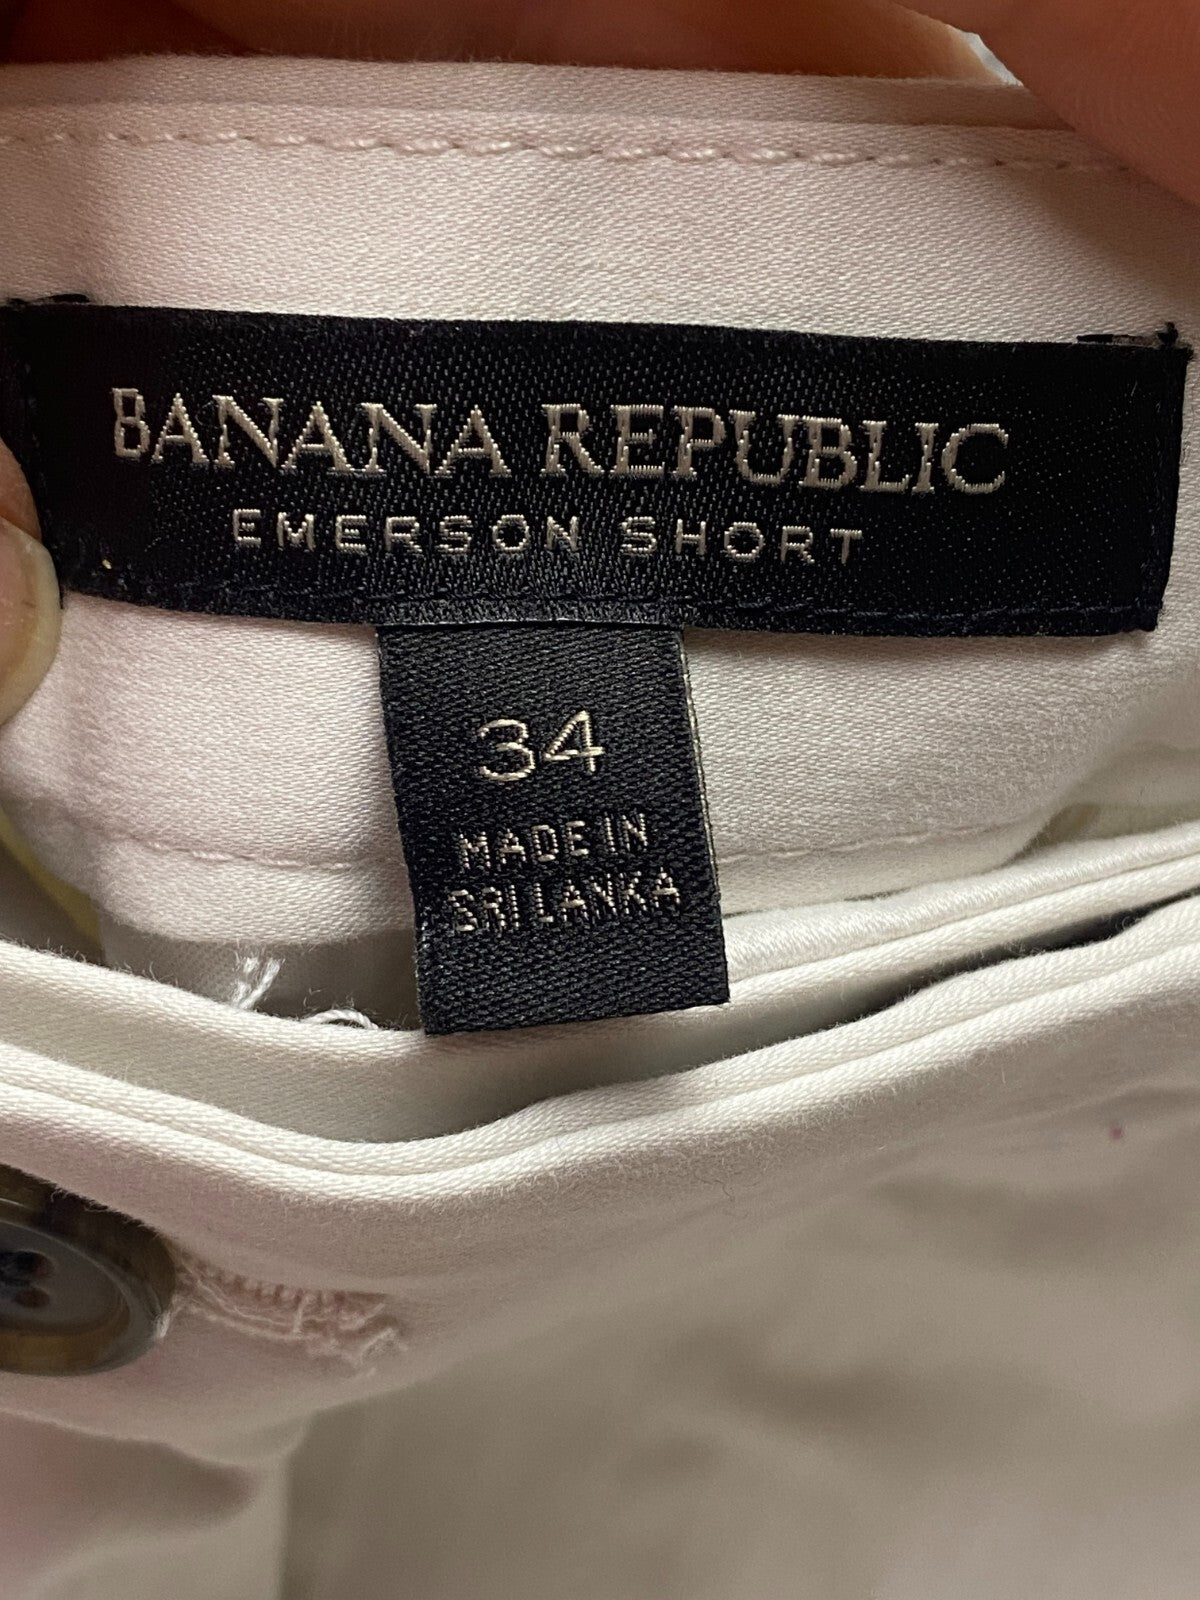 BANANA REPUBLIC
EMERSON SHORT
34
MADE IN
SRI LANKA